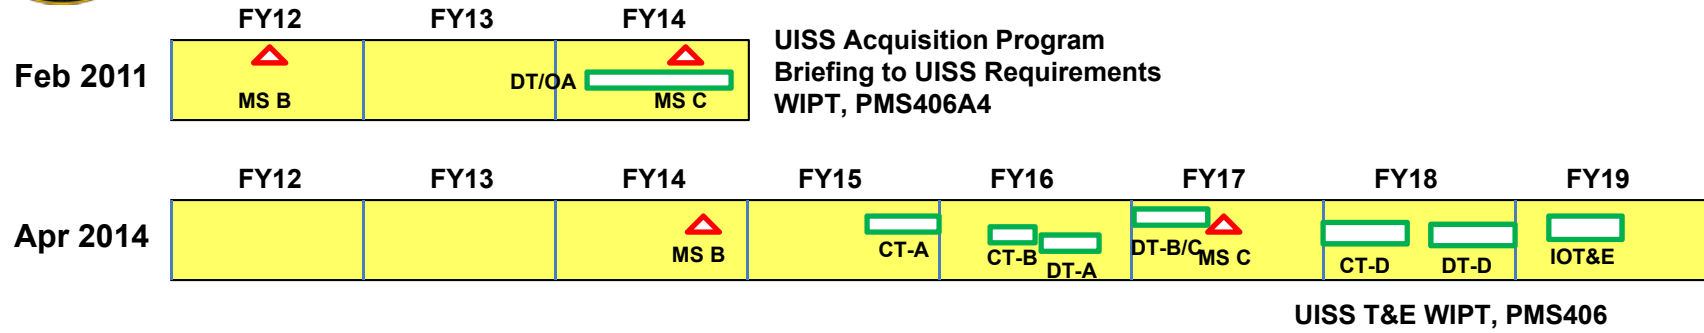 FY12 FY13 FY14
Feb 2011
MS B
DT/OA
MS C
UISS Acquisition Program
Briefing to UISS Requirements
WIPT, PMS406A4
FY12 FY13 FY14 FY15 FY16 FY17 FY18 FY19
Apr 2014
MS B
CT-A
CT-B
DT-A
DT-B/C
MS C
CT-D
DT-D
IOT&E
UISS T&E WIPT, PMS406